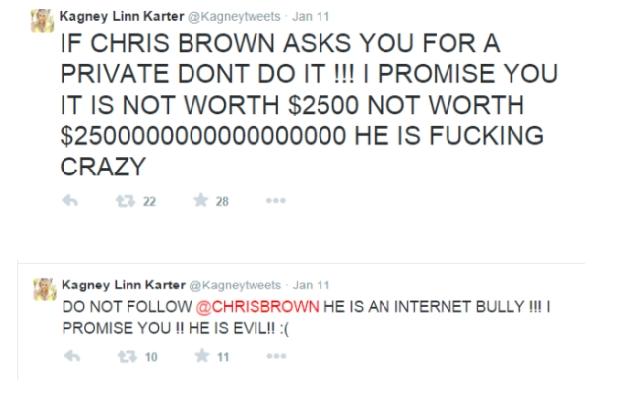 Kagney Linn Karter @Kagneytweets · Jan 11
IF CHRIS BROWN ASKS YOU FOR A
PRIVATE DONT DO IT !!! I PROMISE YOU
IT IS NOT WORTH $2500 NOT WORTH
$2500000000000000000 HE IS FUCKING
CRAZY
22 28
Kagney Linn Karter @Kagneytweets · Jan 11
DO NOT FOLLOW @CHRISBROWN HE IS AN INTERNET BULLY !!! I
PROMISE YOU !! HE IS EVIL!! :(
10 11